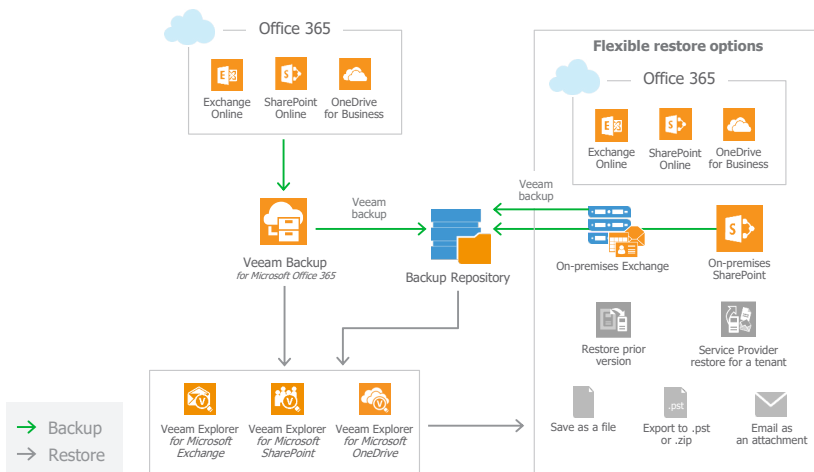 Office 365
Exchange
Online
SharePoint
Online
OneDrive
for Business
Flexible restore options
Office 365
Exchange
Online
SharePoint
Online
OneDrive
for Business
Veeam
backup
Veeam
backup
Veeam Backup
for Microsoft Office 365
Backup Repository
On-premises Exchange
On-premises
SharePoint
Restore prior
version
Service Provider
restore for a tenant
Save as a file
.pst
Export to .pst
or .zip
Email as
an attachment
Veeam Explorer
for Microsoft
Exchange
Veeam Explorer
for Microsoft
SharePoint
Veeam Explorer
for Microsoft
OneDrive
Backup
Restore